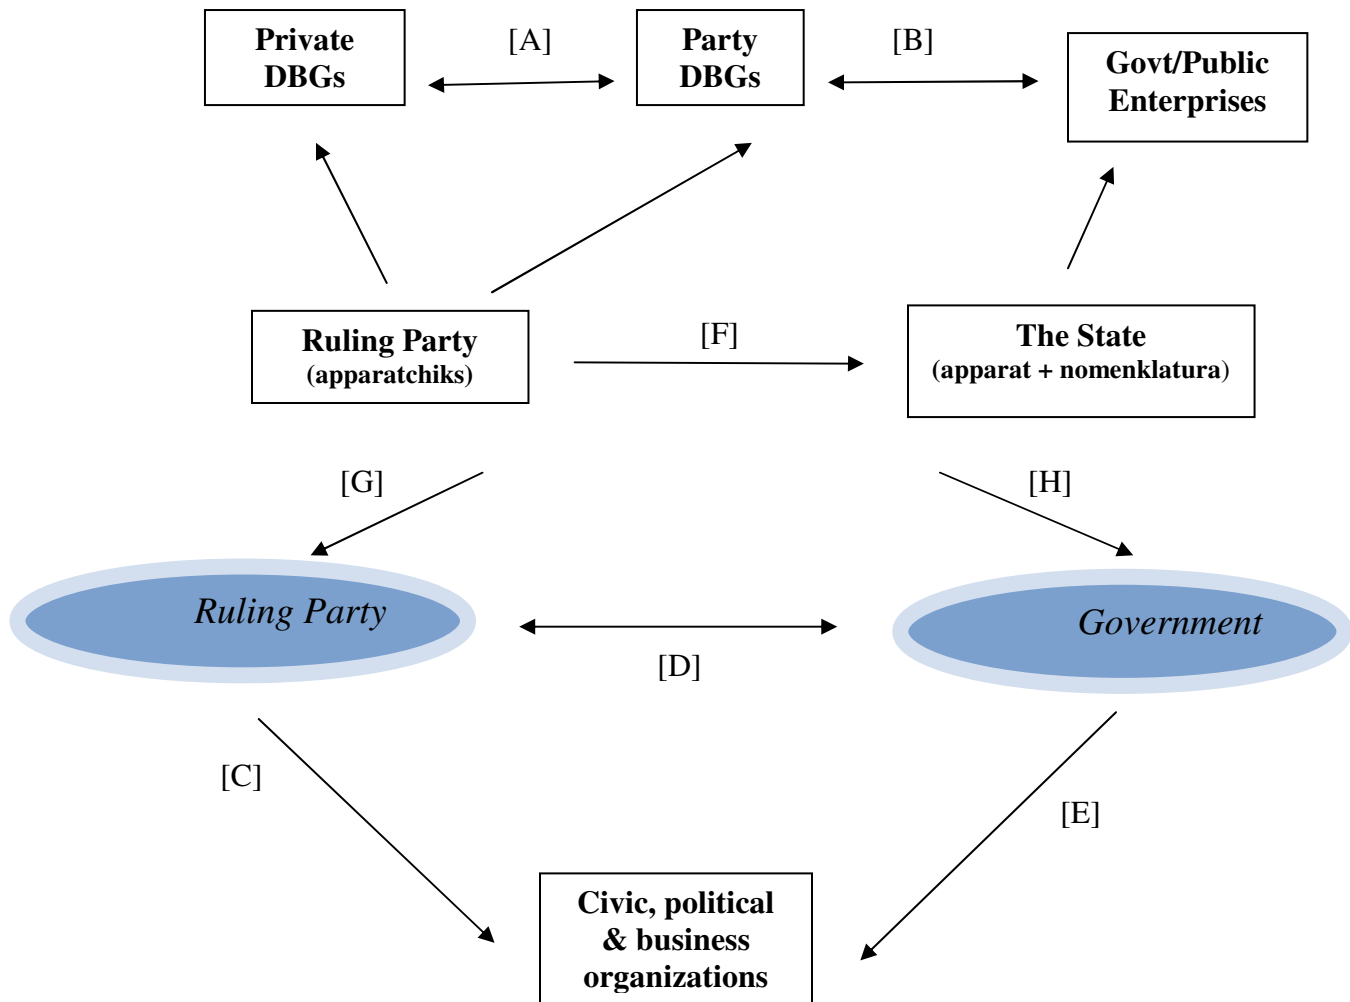 Private
DBGs
[A]
Party
DBGs
[B]
Govt/Public
Enterprises
Ruling Party
(apparatchiks)
[F]
The State
(apparat + nomenklatura)
[G]
[H]
Ruling Party
Government
[D]
[C]
[E]
Civic, political
& business
organizations